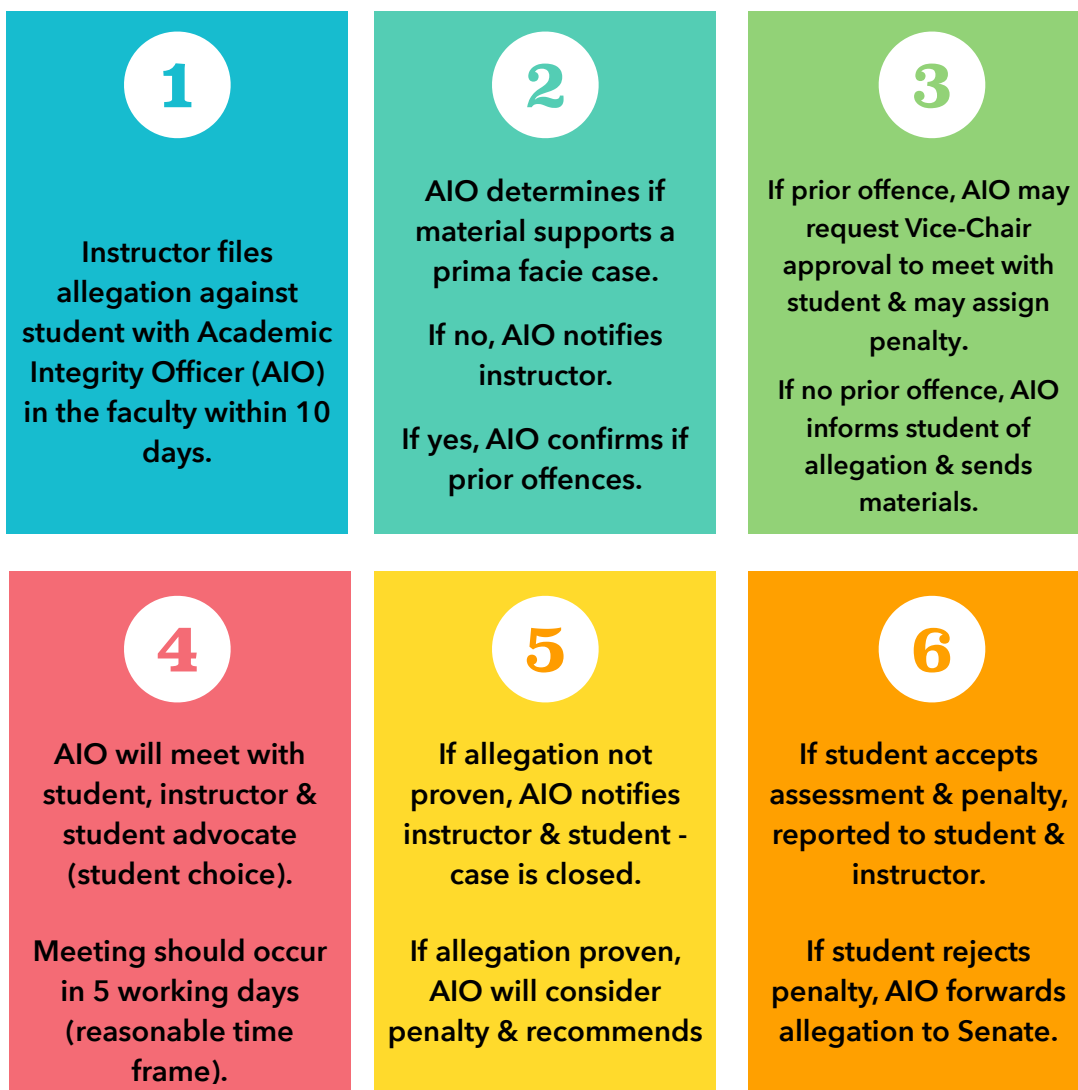 1
Instructor files
allegation against
student with Academic
Integrity Officer (AIO)
in the faculty within 10
days.
2
AIO determines if
material supports a
prima facie case.
If no, AIO notifies
instructor.
If yes, AIO confirms if
prior offences.
3
If prior offence, AIO may
request Vice-Chair
approval to meet with
student & may assign
penalty.
If no prior offence, AIO
informs student of
allegation & sends
materials.
4
AIO will meet with
student, instructor &
student advocate
(student choice).
Meeting should occur
in 5 working days
(reasonable time
frame).
5
If allegation not
proven, AIO notifies
instructor & student -
case is closed.
If allegation proven,
AIO will consider
penalty & recommends
6
If student accepts
assessment & penalty,
reported to student &
instructor.
If student rejects
penalty, AIO forwards
allegation to Senate.